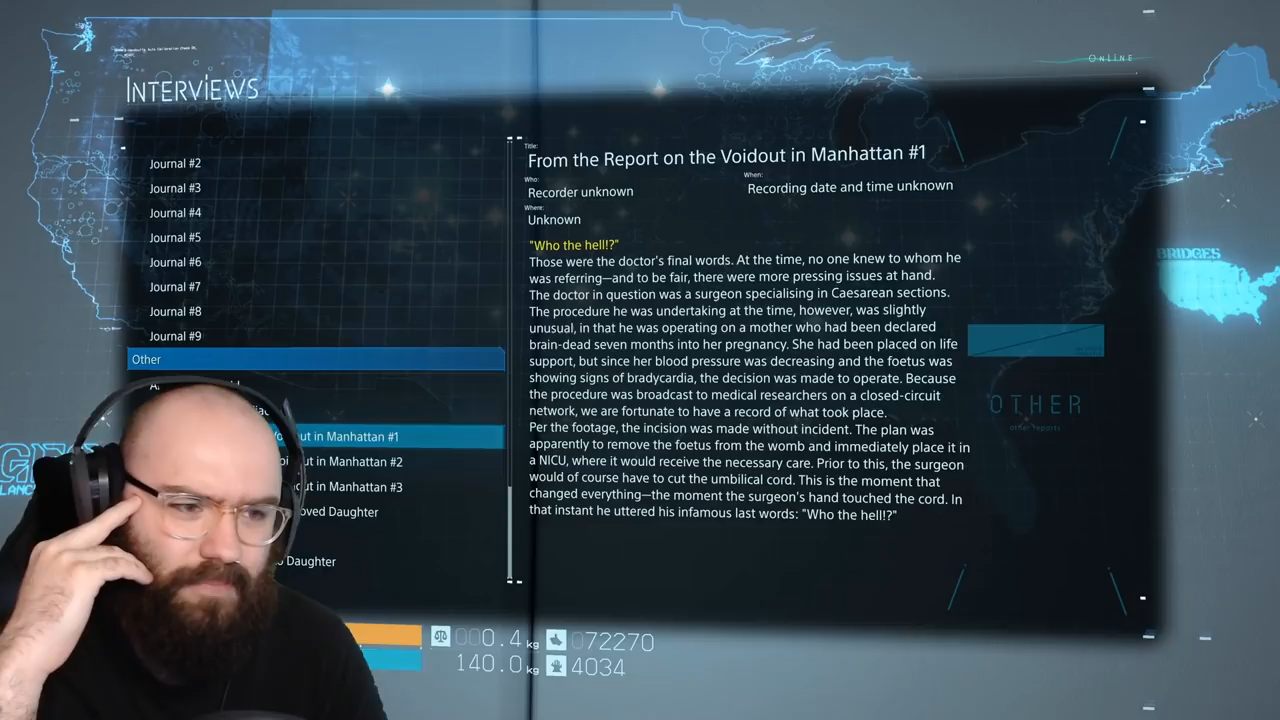 INTERVIEWS
ONLINE
Journal #2
Journal #3
Journal #4
Journal #5
Journal #6
Journal #7
Journal #8
Journal #9
Other
out in Manhattan #1
out in Manhattan #2
out in Manhattan #3
oved Daughter
Daughter
Title:
From the Report on the Voidout in Manhattan #1
Who:
Recorder unknown
When:
Recording date and time unknown
Where:
Unknown
"Who the hell!?"
Those were the doctor's final words. At the time, no one knew to whom he
was referring—and to be fair, there were more pressing issues at hand.
The doctor in question was a surgeon specialising in Caesarean sections.
The procedure he was undertaking at the time, however, was slightly
unusual, in that he was operating on a mother who had been declared
brain-dead seven months into her pregnancy. She had been placed on life
support, but since her blood pressure was decreasing and the foetus was
showing signs of bradycardia, the decision was made to operate. Because
the procedure was broadcast to medical researchers on a closed-circuit
network, we are fortunate to have a record of what took place.
Per the footage, the incision was made without incident. The plan was
apparently to remove the foetus from the womb and immediately place it in
a NICU, where it would receive the necessary care. Prior to this, the surgeon
would of course have to cut the umbilical cord. This is the moment that
changed everything—the moment the surgeon's hand touched the cord. In
that instant he uttered his infamous last words: "Who the hell!?"
BRIDGES
OTHER
other reports
000.4 kg
072270
140.0 kg
4034